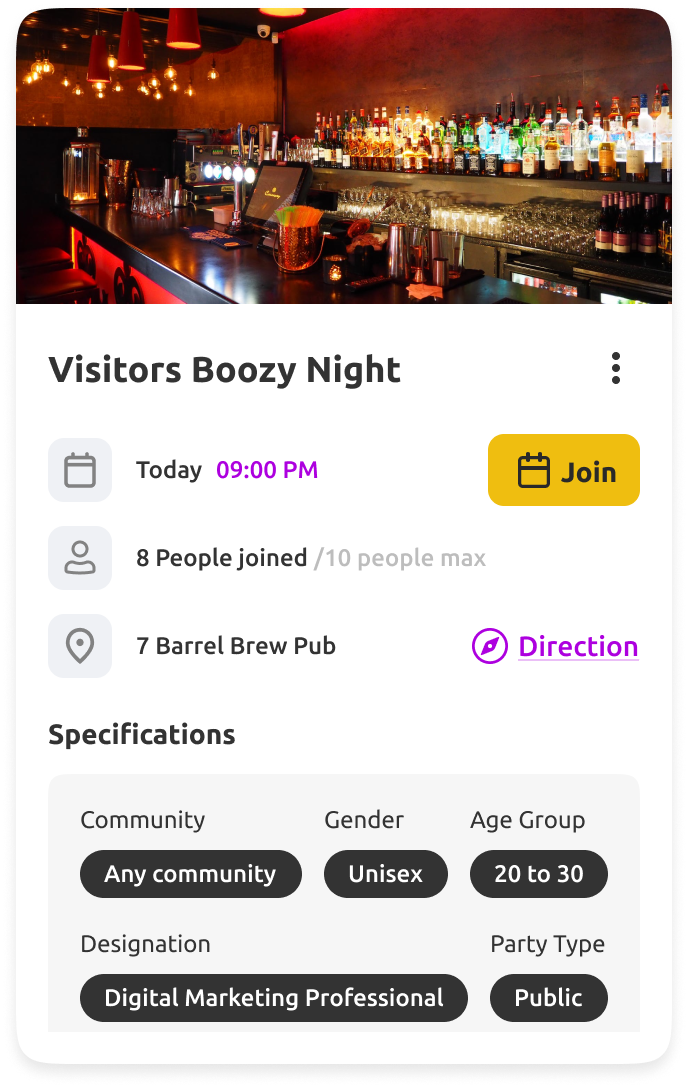 Visitors Boozy Night
Today 09:00 PM
Join
8 People joined /10 people max
7 Barrel Brew Pub
Direction
Specifications
Community Gender Age Group
Any community Unisex 20 to 30
Designation Party Type
Digital Marketing Professional Public